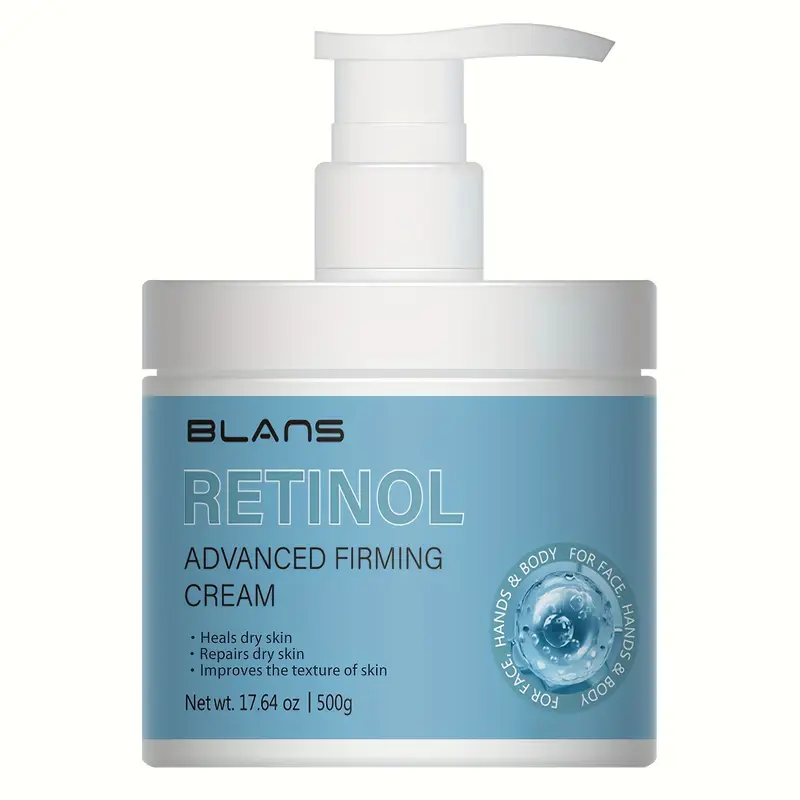 BLANS
RETINOL
ADVANCED FIRMING
CREAM
• Heals dry skin
• Repairs dry skin
• Improves the texture of skin
Net wt. 17.64 oz | 500g
FOR FACE, HANDS & BODY FOR FACE, HANDS & BODY